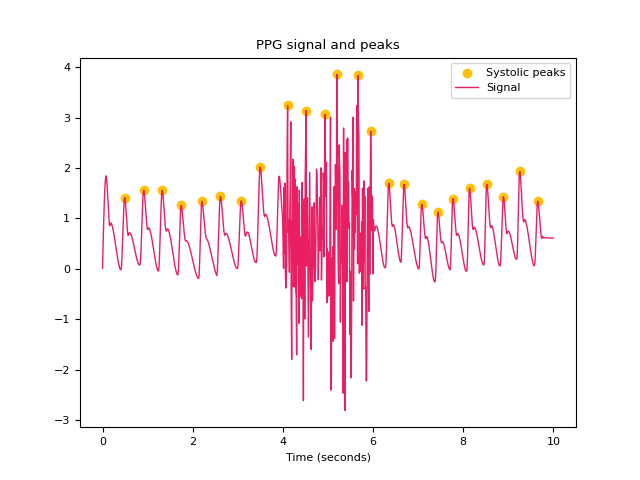 PPG signal and peaks
Systolic peaks
Signal
4
3
2
1
0
−1
−2
−3
0 2 4 6 8 10
Time (seconds)